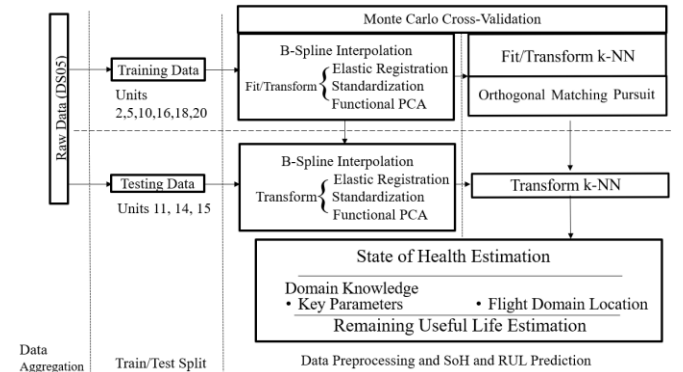 Monte Carlo Cross-Validation
Raw Data (DS05)
Training Data
Units
2,5,10,16,18,20
B-Spline Interpolation
Fit/Transform
Elastic Registration
Standardization
Functional PCA
Fit/Transform k-NN
Orthogonal Matching Pursuit
Testing Data
Units 11, 14, 15
B-Spline Interpolation
Transform
Elastic Registration
Standardization
Functional PCA
Transform k-NN
State of Health Estimation
Domain Knowledge
• Key Parameters
• Flight Domain Location
Remaining Useful Life Estimation
Data
Aggregation
Train/Test Split
Data Preprocessing and SoH and RUL Prediction